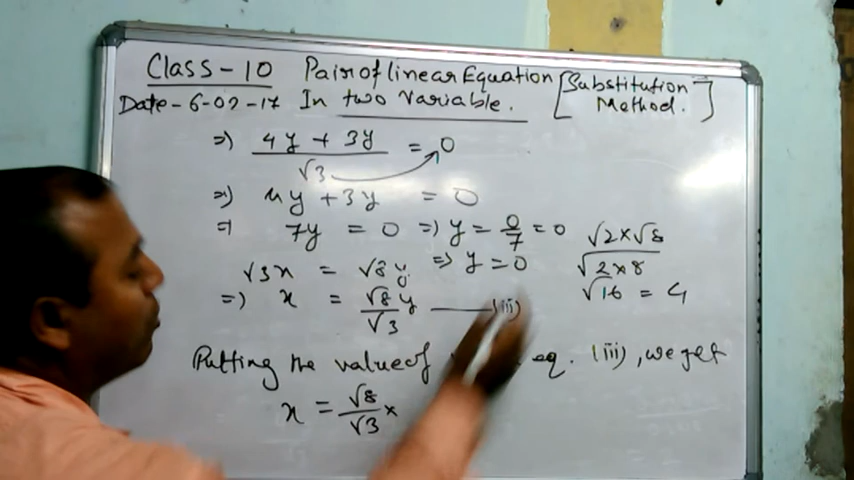 Class-10 Pair of linear Equation [Substitution Method.]
Date-6-02-17 In two Variable.
=) 4y + 3y / √3 = 0
=) 4y + 3y = 0
=) 7y = 0 =) y = 0/7 = 0
=) y = 0
√2×√8
√2×8
√16 = 4
√3x = √8y
=) x = √8/√3 y —— (iii)
Putting the value of eq. (iii), we get
x = √8/√3 ×